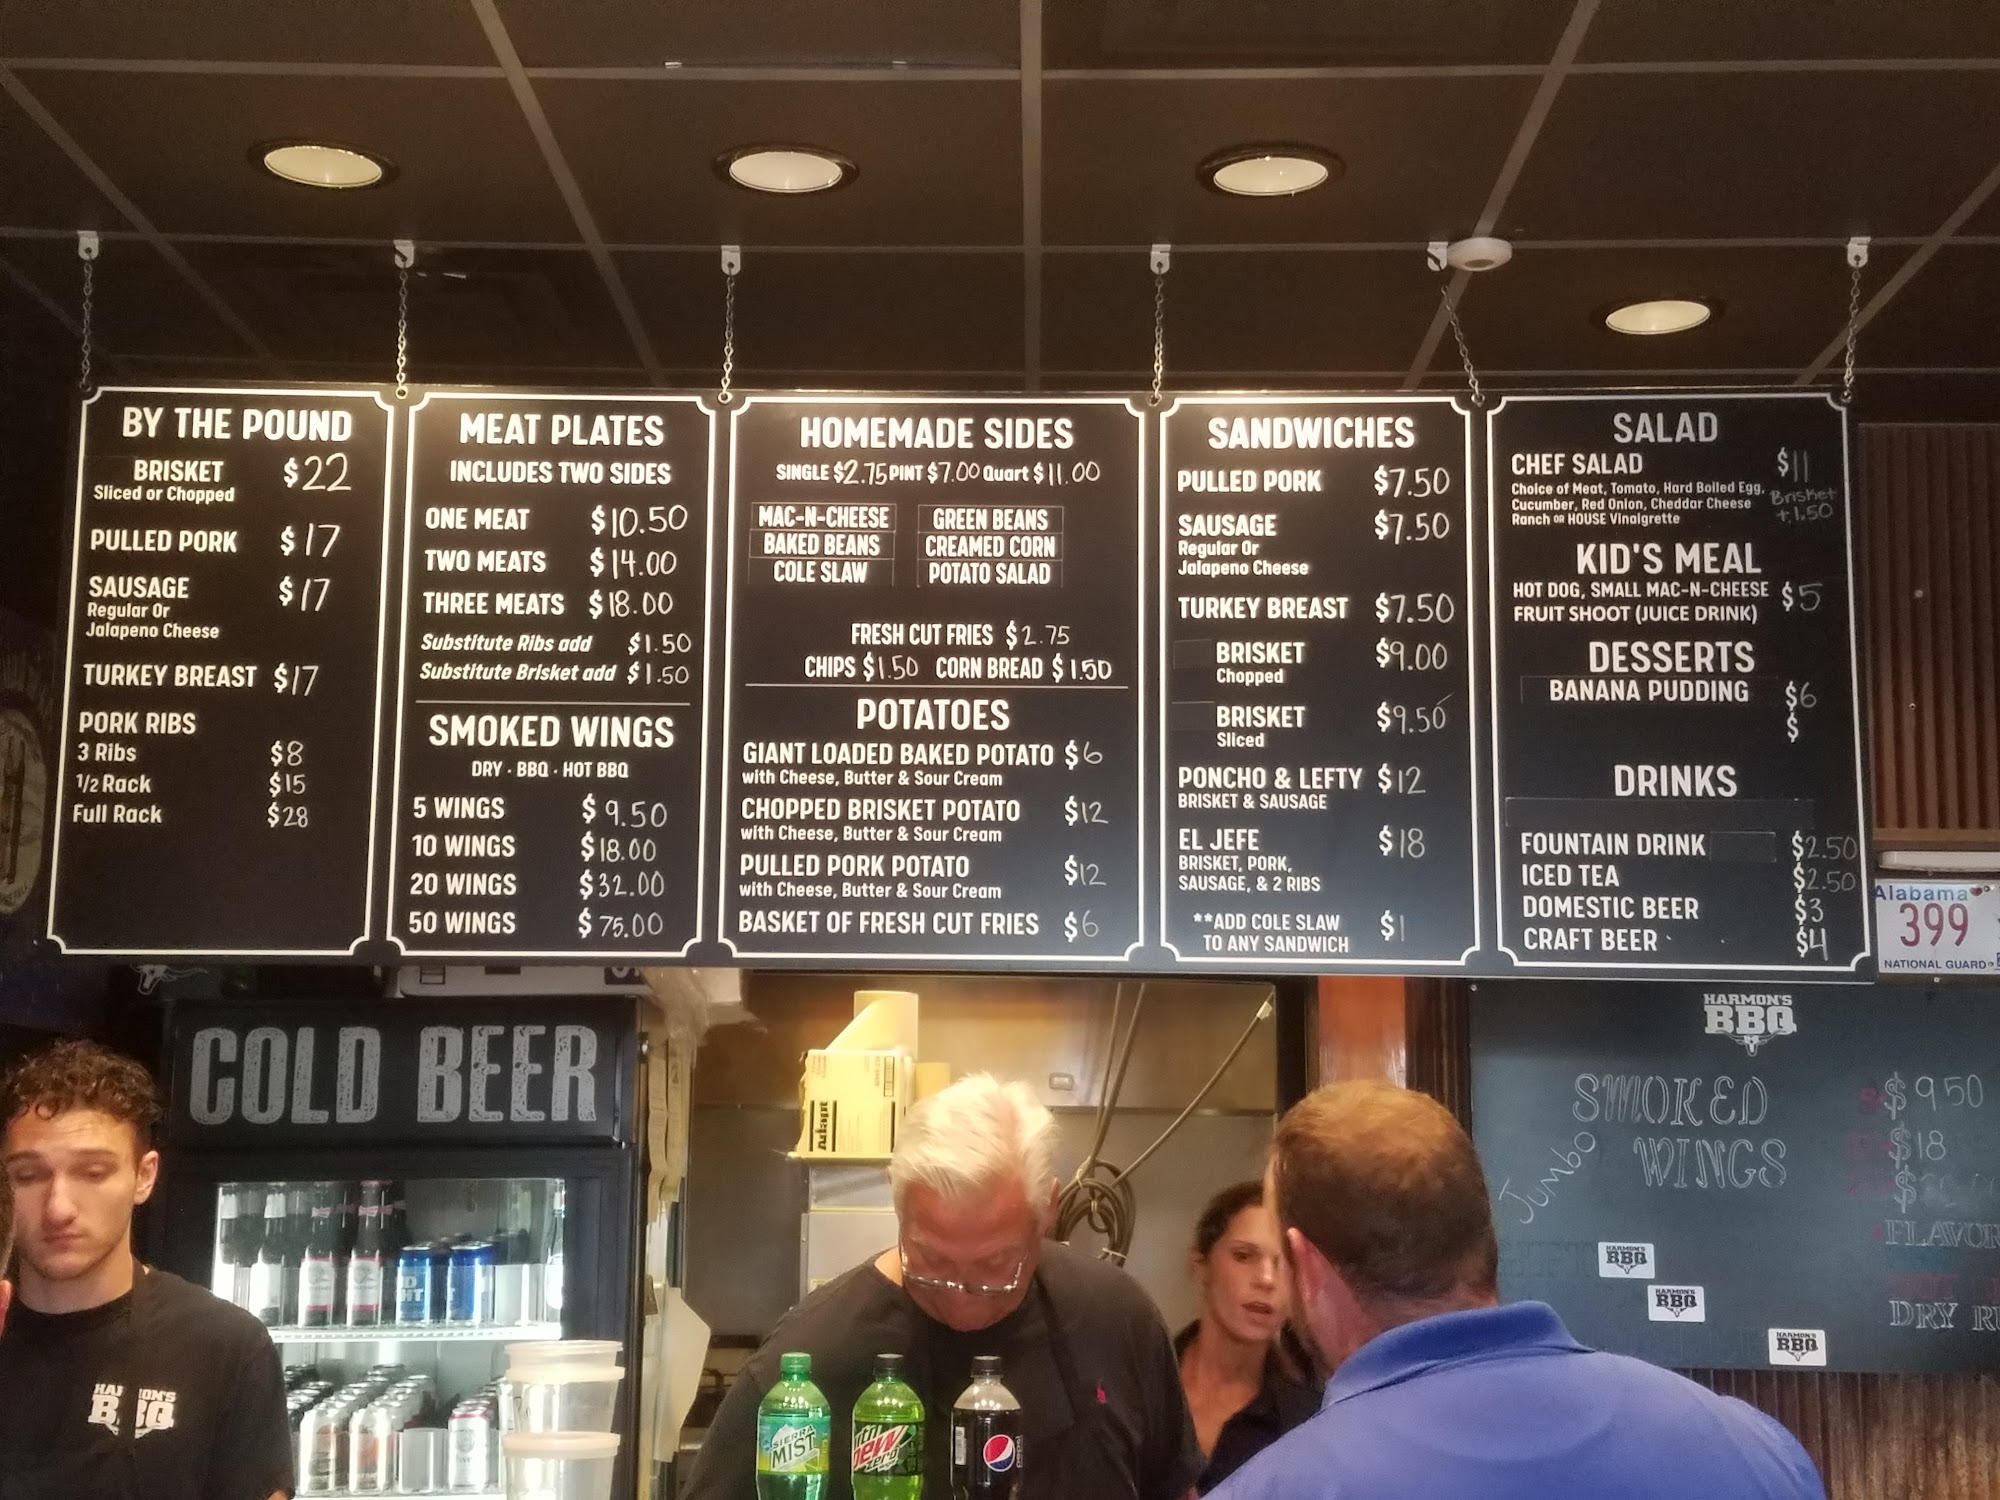 BY THE POUND
BRISKET $22
Sliced or Chopped
PULLED PORK $17
SAUSAGE $17
Regular Or
Jalapeno Cheese
TURKEY BREAST $17
PORK RIBS
3 Ribs $8
1/2 Rack $15
Full Rack $28
MEAT PLATES
INCLUDES TWO SIDES
ONE MEAT $10.50
TWO MEATS $14.00
THREE MEATS $18.00
Substitute Ribs add $1.50
Substitute Brisket add $1.50
SMOKED WINGS
DRY · BBQ · HOT BBQ
5 WINGS $9.50
10 WINGS $18.00
20 WINGS $32.00
50 WINGS $75.00
HOMEMADE SIDES
SINGLE $2.75 PINT $7.00 Quart $11.00
MAC-N-CHEESE GREEN BEANS
BAKED BEANS CREAMED CORN
COLE SLAW POTATO SALAD
FRESH CUT FRIES $2.75
CHIPS $1.50 CORN BREAD $1.50
POTATOES
GIANT LOADED BAKED POTATO $6
with Cheese, Butter & Sour Cream
CHOPPED BRISKET POTATO $12
with Cheese, Butter & Sour Cream
PULLED PORK POTATO $12
with Cheese, Butter & Sour Cream
BASKET OF FRESH CUT FRIES $6
SANDWICHES
PULLED PORK $7.50
SAUSAGE $7.50
Regular Or
Jalapeno Cheese
TURKEY BREAST $7.50
BRISKET $9.00
Chopped
BRISKET $9.50
Sliced
PONCHO & LEFTY $12
BRISKET & SAUSAGE
EL JEFE $18
BRISKET, PORK,
SAUSAGE, & 2 RIBS
**ADD COLE SLAW $1
TO ANY SANDWICH
SALAD
CHEF SALAD $11
Choice of Meat, Tomato, Hard Boiled Egg,
Cucumber, Red Onion, Cheddar Cheese
Ranch OR HOUSE Vinaigrette
Brisket
+1.50
KID'S MEAL
HOT DOG, SMALL MAC-N-CHEESE $5
FRUIT SHOOT (JUICE DRINK)
DESSERTS
BANANA PUDDING $6
$
DRINKS
FOUNTAIN DRINK $2.50
ICED TEA $2.50
DOMESTIC BEER $3
CRAFT BEER $4
Alabama
399
NATIONAL GUARD
COLD BEER
HARMON'S
BBQ
Jumbo
SMOKED $9.50
WINGS $18
$
FLAVOR
DRY
HARMON'S
BBQ
HARMON'S
BBQ
HARMON'S
BBQ
SIERRA
MIST
mtn
DEW
zero
pepsi